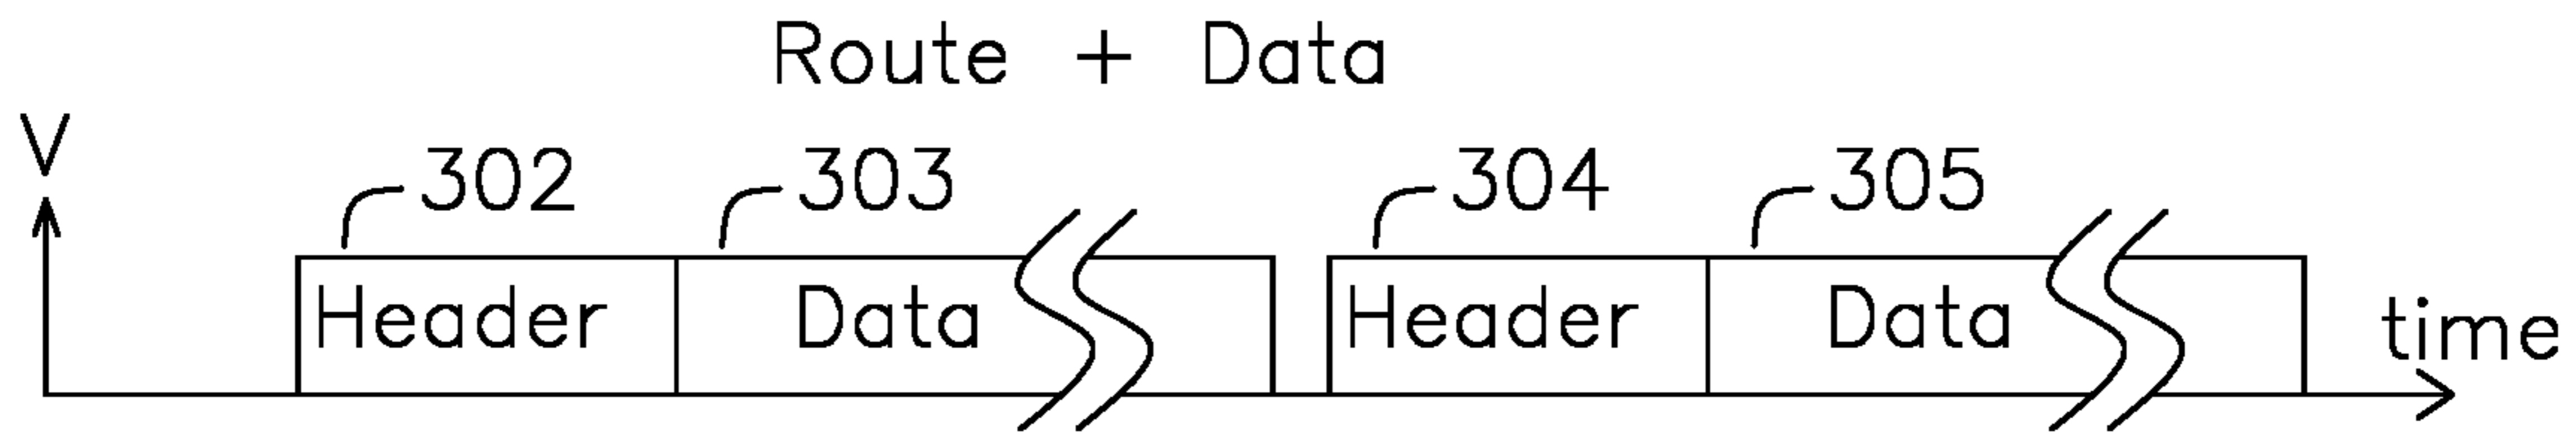 Route + Data
V
302 303 304 305
Header Data Header Data
time